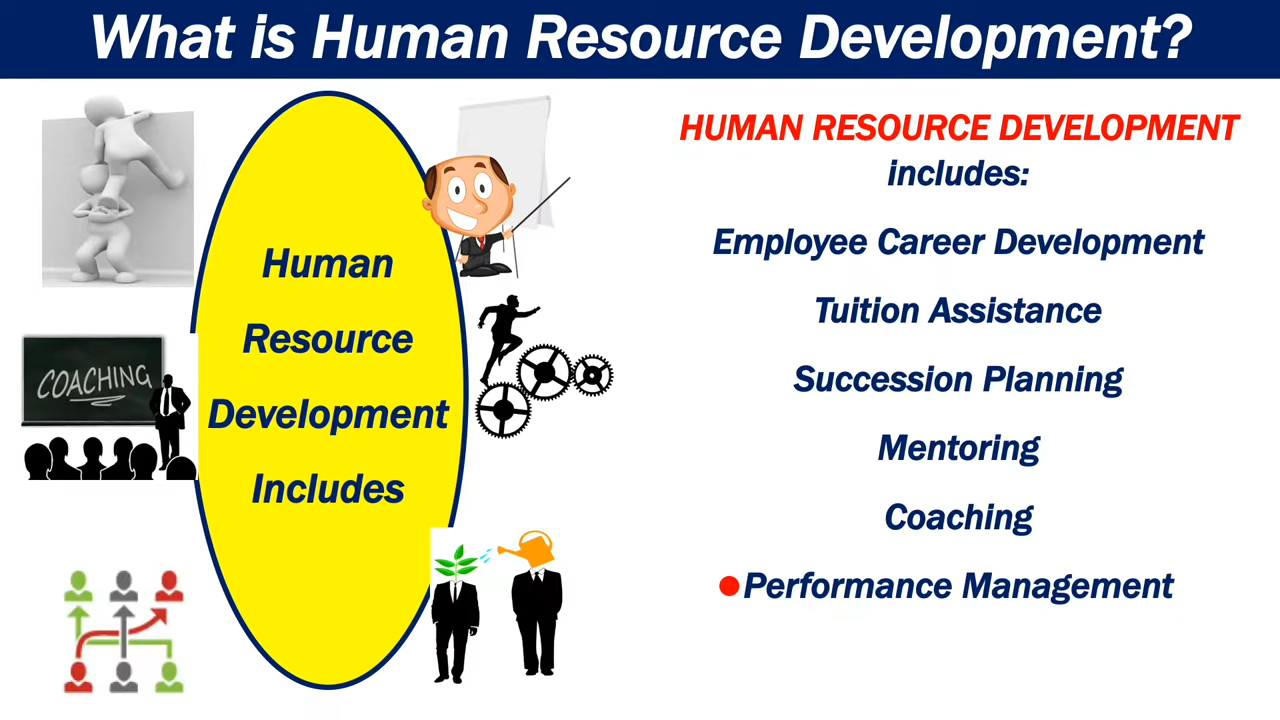 What is Human Resource Development?
COACHING
Human
Resource
Development
Includes
HUMAN RESOURCE DEVELOPMENT
includes:
Employee Career Development
Tuition Assistance
Succession Planning
Mentoring
Coaching
Performance Management